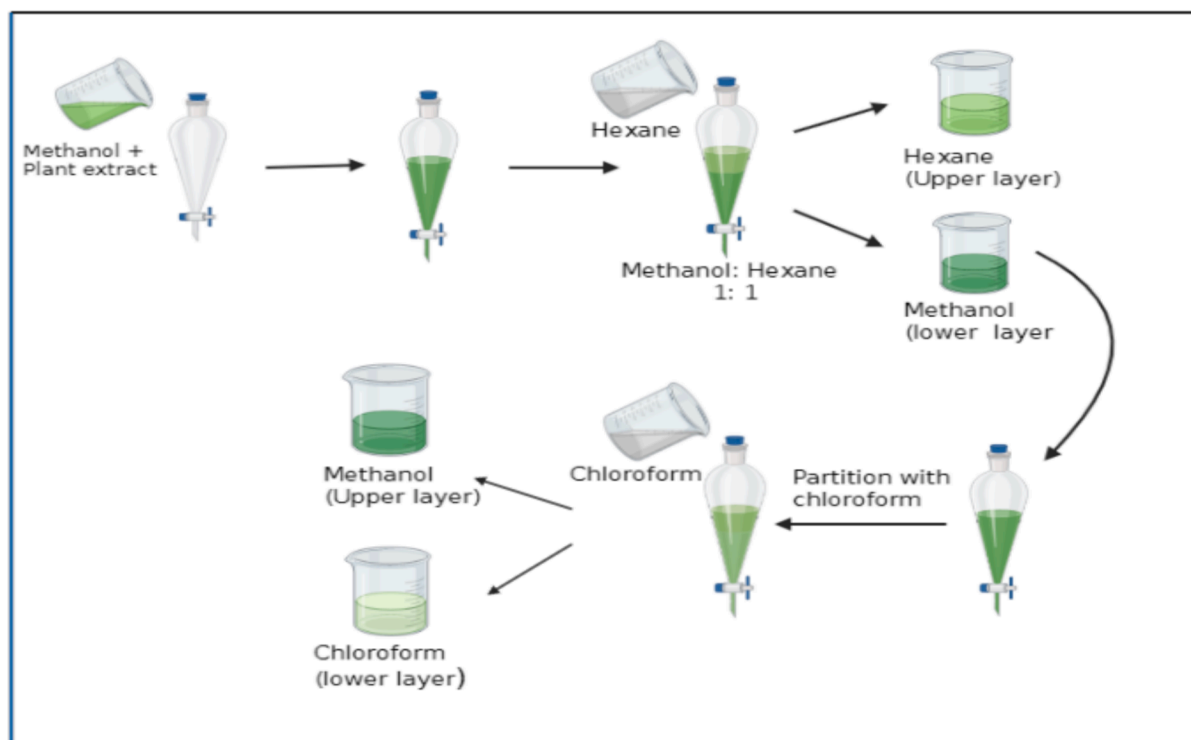 Methanol +
Plant extract
Hexane
Methanol: Hexane
1: 1
Hexane
(Upper layer)
Methanol
(lower layer
Partition with
chloroform
Chloroform
Methanol
(Upper layer)
Chloroform
(lower layer)